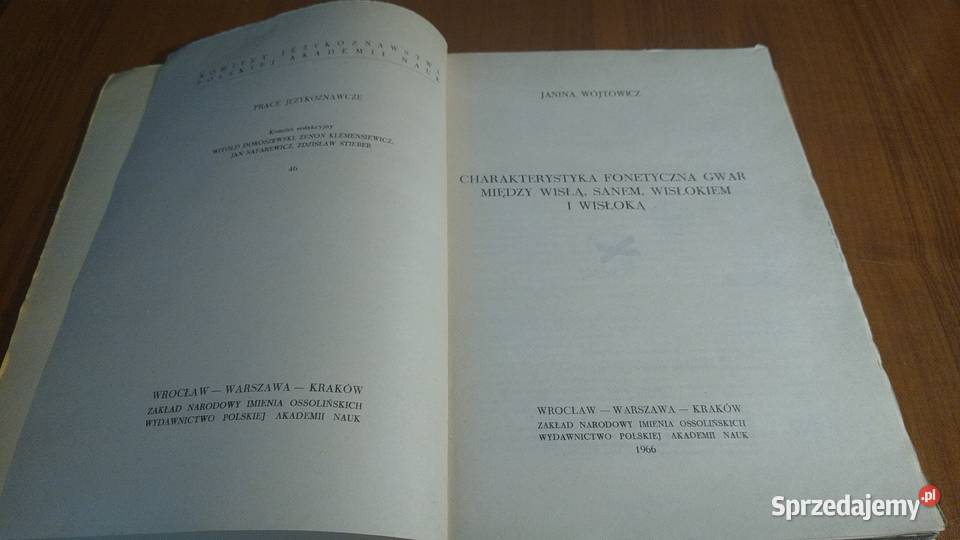 KOMITET JĘZYKOZNAWSTWA
POLSKIEJ AKADEMII NAUK
PRACE JĘZYKOZNAWCZE
Komitet redakcyjny
WITOLD DOROSZEWSKI, ZENON KLEMENSIEWICZ,
JAN SAFAREWICZ, ZDZISŁAW STIEBER
46
WROCŁAW — WARSZAWA — KRAKÓW
ZAKŁAD NARODOWY IMIENIA OSSOLIŃSKICH
WYDAWNICTWO POLSKIEJ AKADEMII NAUK
JANINA WÓJTOWICZ
CHARAKTERYSTYKA FONETYCZNA GWAR
MIĘDZY WISŁĄ, SANEM, WISŁOKIEM
I WISŁOKĄ
WROCŁAW — WARSZAWA — KRAKÓW
ZAKŁAD NARODOWY IMIENIA OSSOLIŃSKICH
WYDAWNICTWO POLSKIEJ AKADEMII NAUK
1966
Sprzedajemy.pl